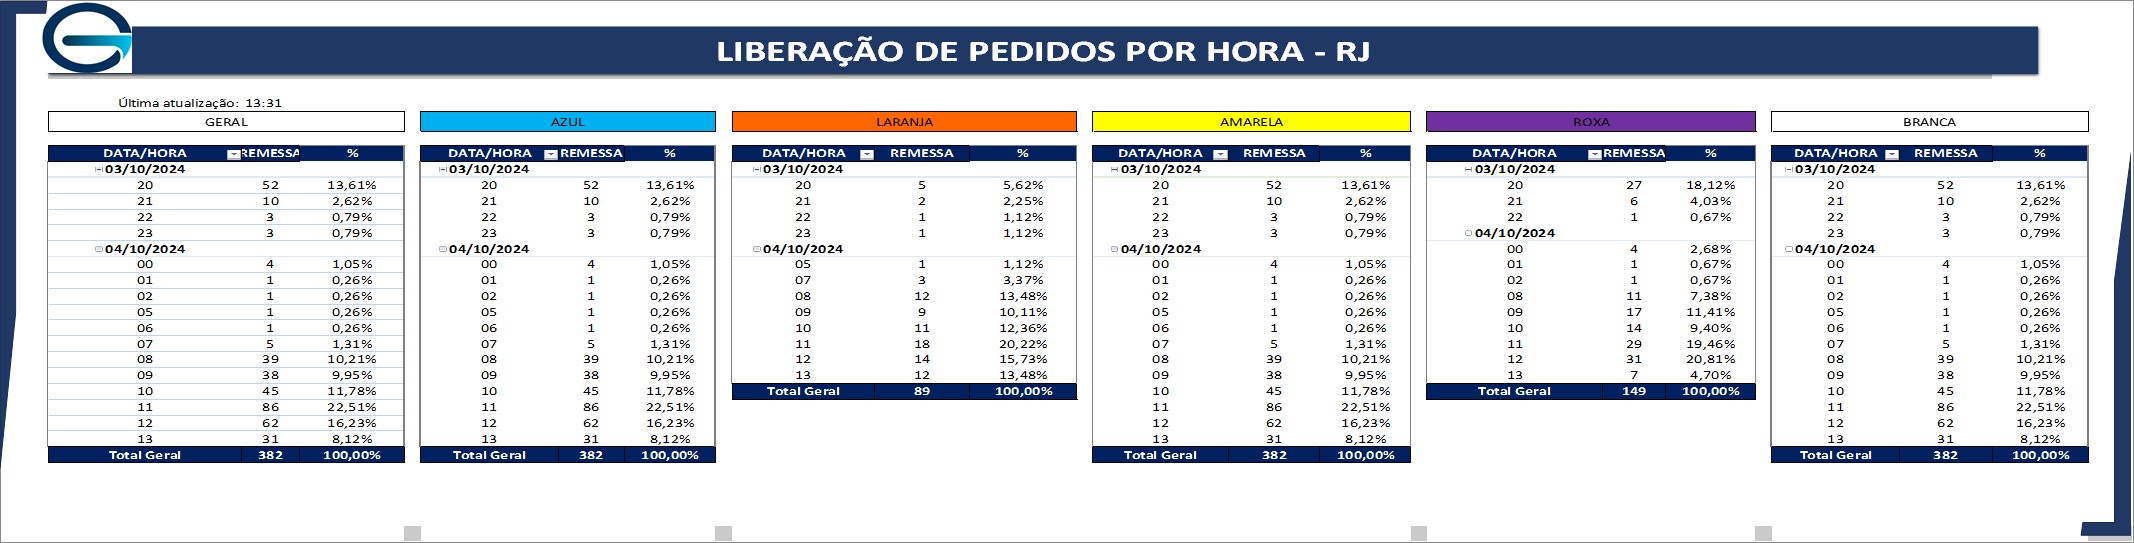 LIBERAÇÃO DE PEDIDOS POR HORA - RJ
Última atualização: 13:31
GERAL
DATA/HORA REMESSA %
03/10/2024
20 52 13,61%
21 10 2,62%
22 3 0,79%
23 3 0,79%
04/10/2024
00 4 1,05%
01 1 0,26%
02 1 0,26%
05 1 0,26%
06 1 0,26%
07 5 1,31%
08 39 10,21%
09 38 9,95%
10 45 11,78%
11 86 22,51%
12 62 16,23%
13 31 8,12%
Total Geral 382 100,00%
AZUL
DATA/HORA REMESSA %
03/10/2024
20 52 13,61%
21 10 2,62%
22 3 0,79%
23 3 0,79%
04/10/2024
00 4 1,05%
01 1 0,26%
02 1 0,26%
05 1 0,26%
06 1 0,26%
07 5 1,31%
08 39 10,21%
09 38 9,95%
10 45 11,78%
11 86 22,51%
12 62 16,23%
13 31 8,12%
Total Geral 382 100,00%
LARANJA
DATA/HORA REMESSA %
03/10/2024
20 5 5,62%
21 2 2,25%
22 1 1,12%
23 1 1,12%
04/10/2024
05 1 1,12%
07 3 3,37%
08 12 13,48%
09 9 10,11%
10 11 12,36%
11 18 20,22%
12 14 15,73%
13 12 13,48%
Total Geral 89 100,00%
AMARELA
DATA/HORA REMESSA %
03/10/2024
20 52 13,61%
21 10 2,62%
22 3 0,79%
23 3 0,79%
04/10/2024
00 4 1,05%
01 1 0,26%
02 1 0,26%
05 1 0,26%
06 1 0,26%
07 5 1,31%
08 39 10,21%
09 38 9,95%
10 45 11,78%
11 86 22,51%
12 62 16,23%
13 31 8,12%
Total Geral 382 100,00%
ROXA
DATA/HORA REMESSA %
03/10/2024
20 27 18,12%
21 6 4,03%
22 1 0,67%
04/10/2024
00 4 2,68%
01 1 0,67%
02 1 0,67%
08 11 7,38%
09 17 11,41%
10 14 9,40%
11 29 19,46%
12 31 20,81%
13 7 4,70%
Total Geral 149 100,00%
BRANCA
DATA/HORA REMESSA %
03/10/2024
20 52 13,61%
21 10 2,62%
22 3 0,79%
23 3 0,79%
04/10/2024
00 4 1,05%
01 1 0,26%
02 1 0,26%
05 1 0,26%
06 1 0,26%
07 5 1,31%
08 39 10,21%
09 38 9,95%
10 45 11,78%
11 86 22,51%
12 62 16,23%
13 31 8,12%
Total Geral 382 100,00%